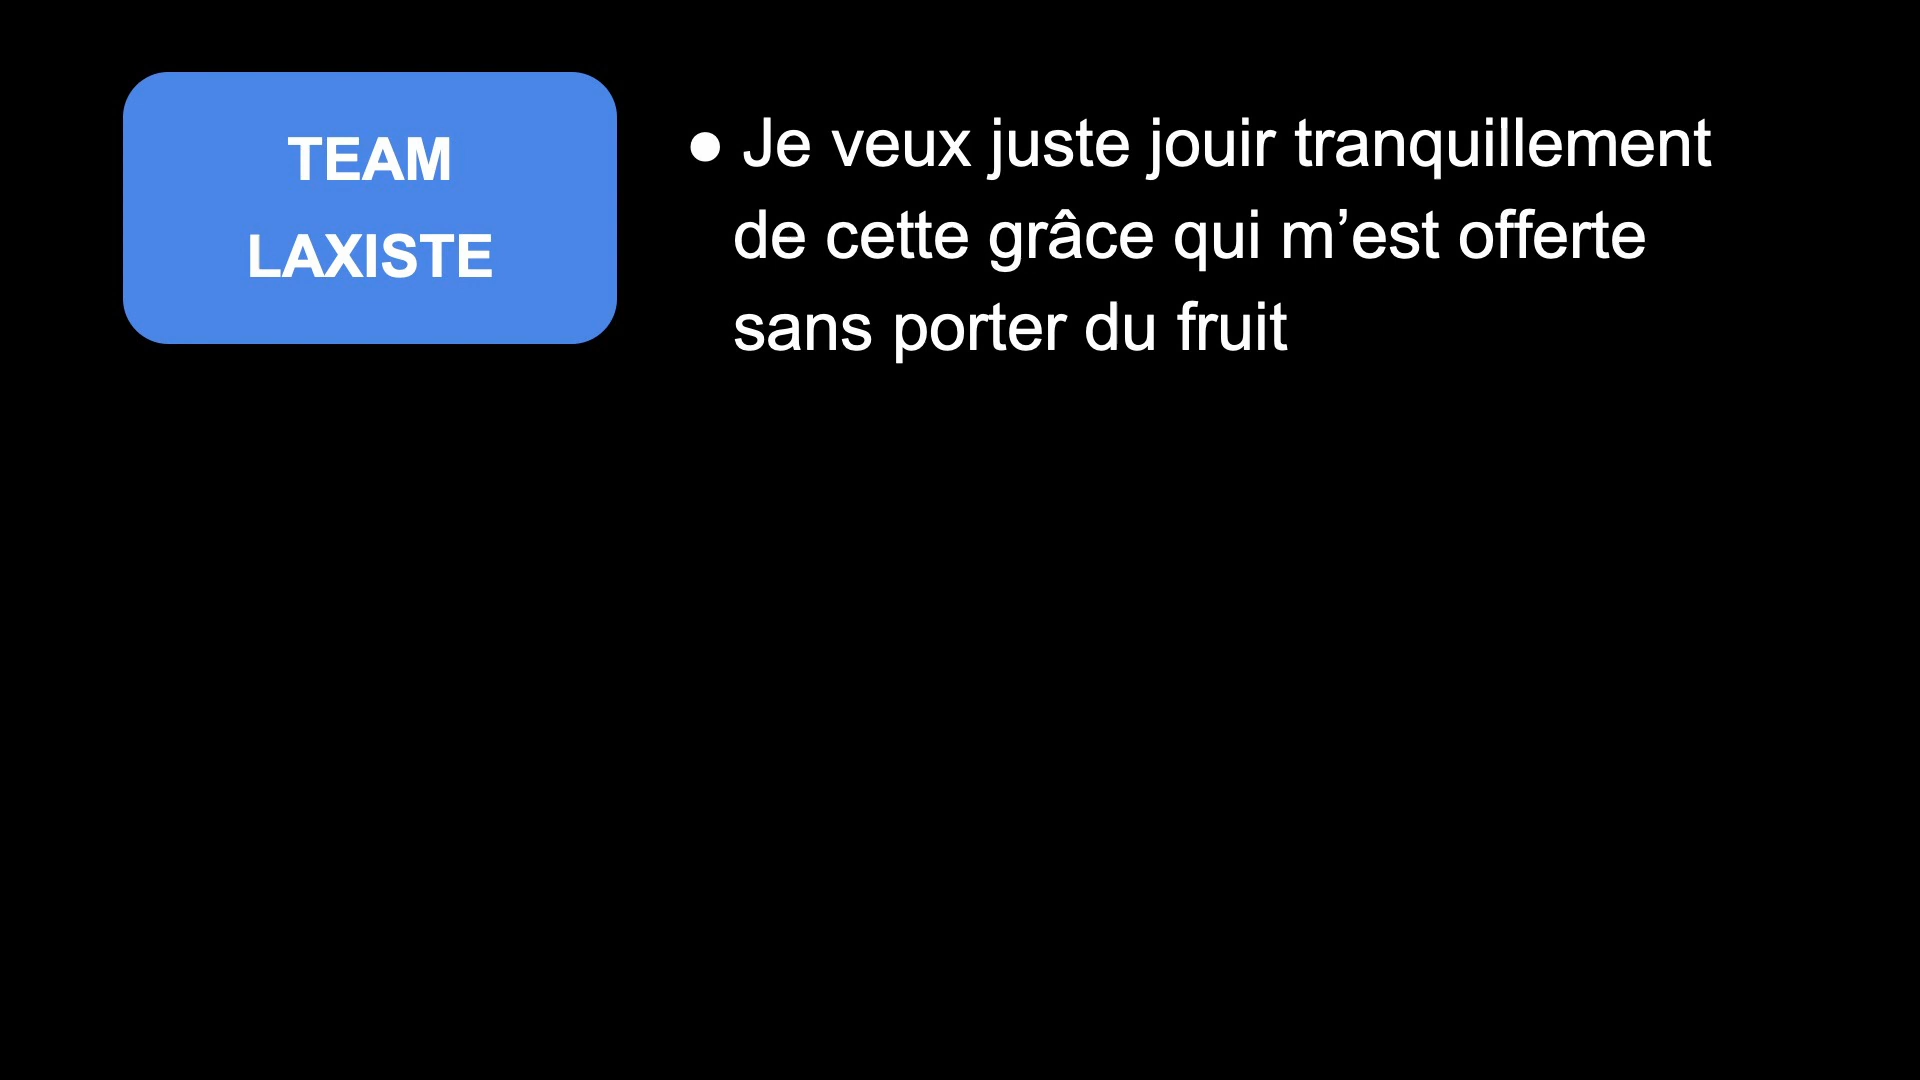 TEAM
LAXISTE
● Je veux juste jouir tranquillement
de cette grâce qui m’est offerte
sans porter du fruit